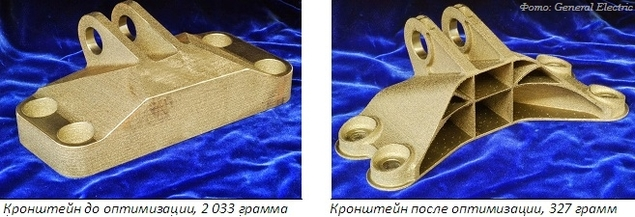 Фото: General Electric
Кронштейн до оптимизации, 2 033 грамма
Кронштейн после оптимизации, 327 грамм